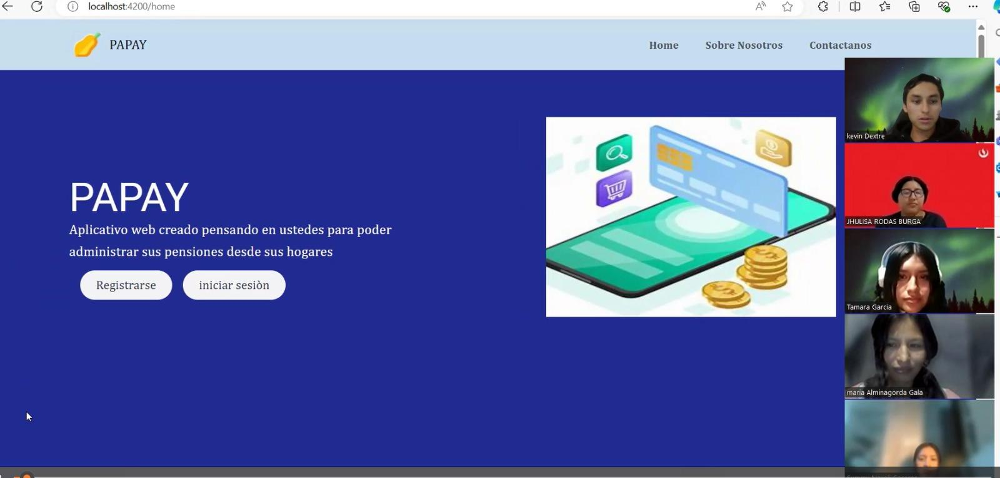 localhost:4200/home
PAPAY
Home
Sobre Nosotros
Contactanos
PAPAY
Aplicativo web creado pensando en ustedes para poder
administrar sus pensiones desde sus hogares
Registrarse
iniciar sesiòn
kevin Dextre
JHULISA RODAS BURGA
Tamara Garcia
maria Alminagorda Gala